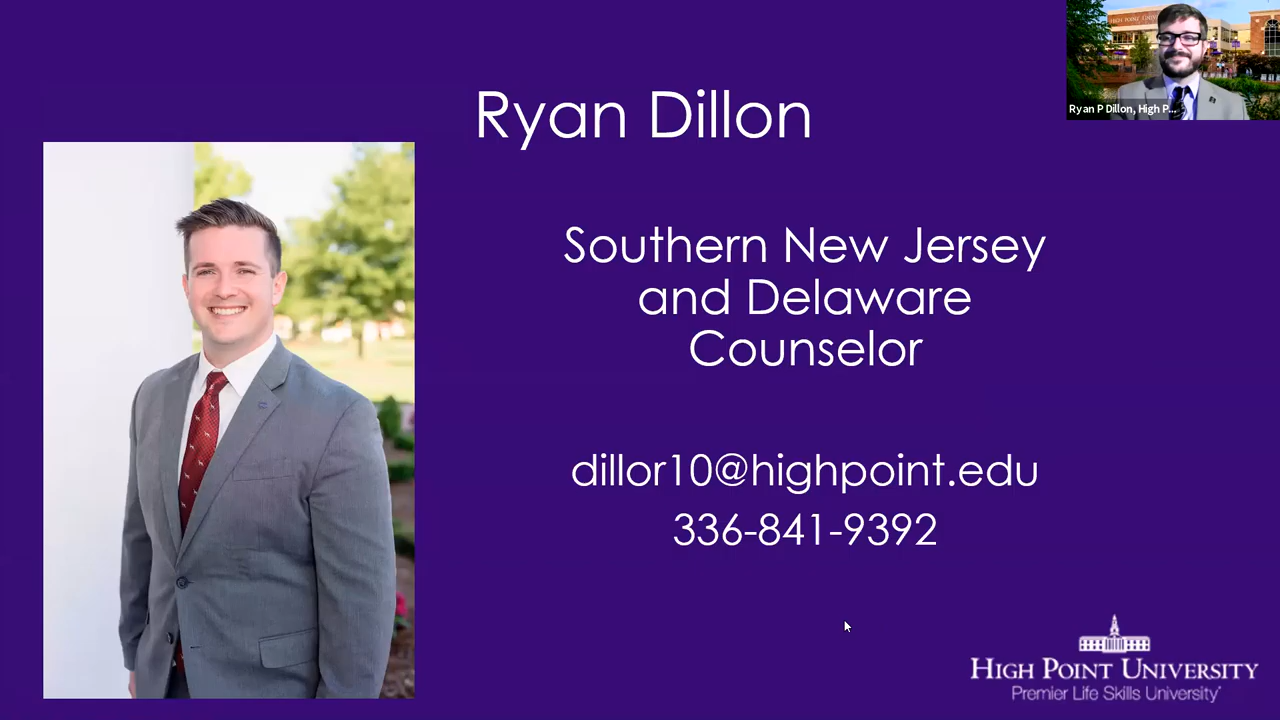 Ryan Dillon
Ryan P Dillon, High P...
Southern New Jersey
and Delaware
Counselor
dillor10@highpoint.edu
336-841-9392
HIGH POINT UNIVERSITY
Premier Life Skills University